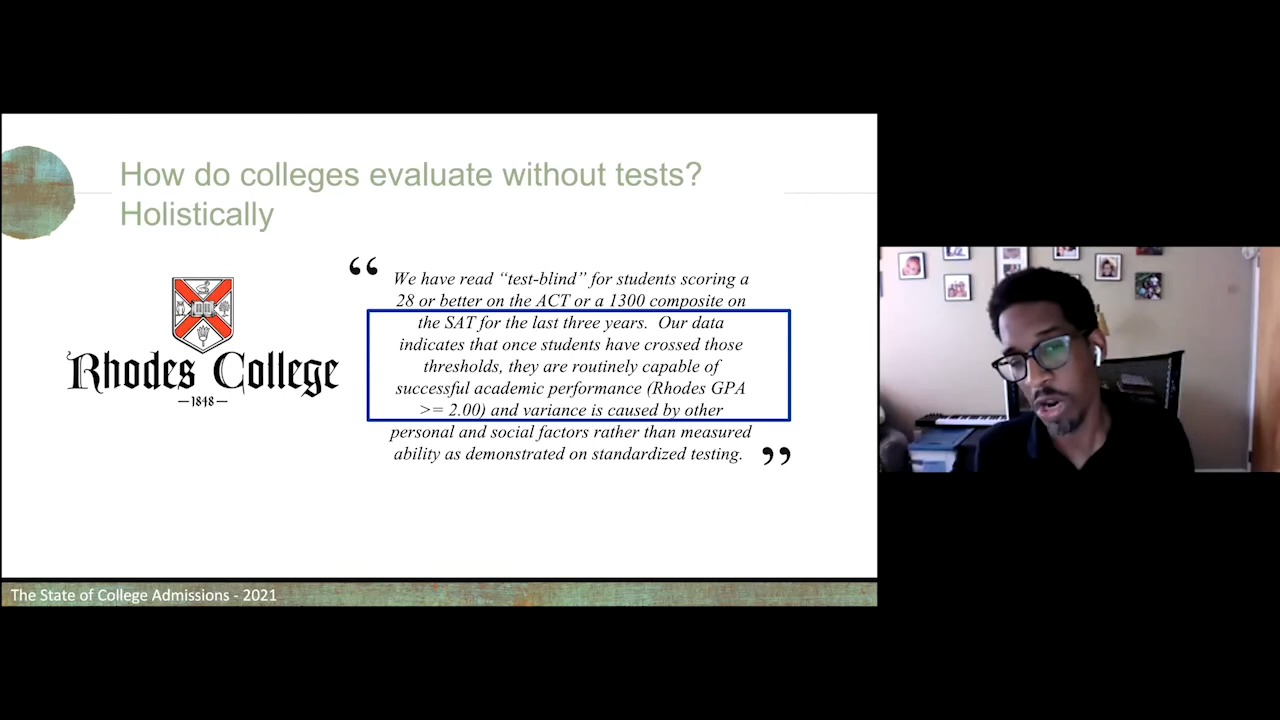 How do colleges evaluate without tests?
Holistically
“
We have read “test-blind” for students scoring a
28 or better on the ACT or a 1300 composite on
the SAT for the last three years. Our data
indicates that once students have crossed those
thresholds, they are routinely capable of
successful academic performance (Rhodes GPA
>= 2.00) and variance is caused by other
personal and social factors rather than measured
ability as demonstrated on standardized testing.
”
Rhodes College
—1848—
The State of College Admissions - 2021